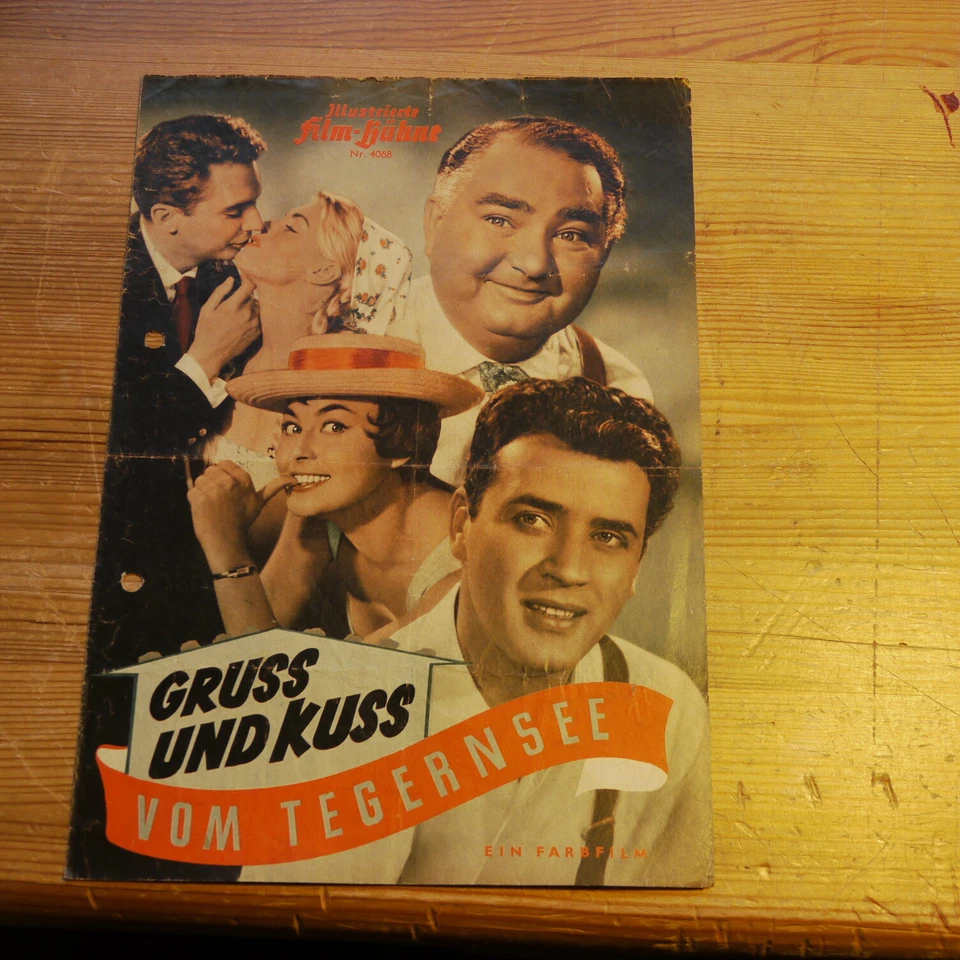 Illustrierte
Film-Bühne
Nr. 4068
GRUSS
UND KUSS
VOM TEGERNSEE
EIN FARBFILM